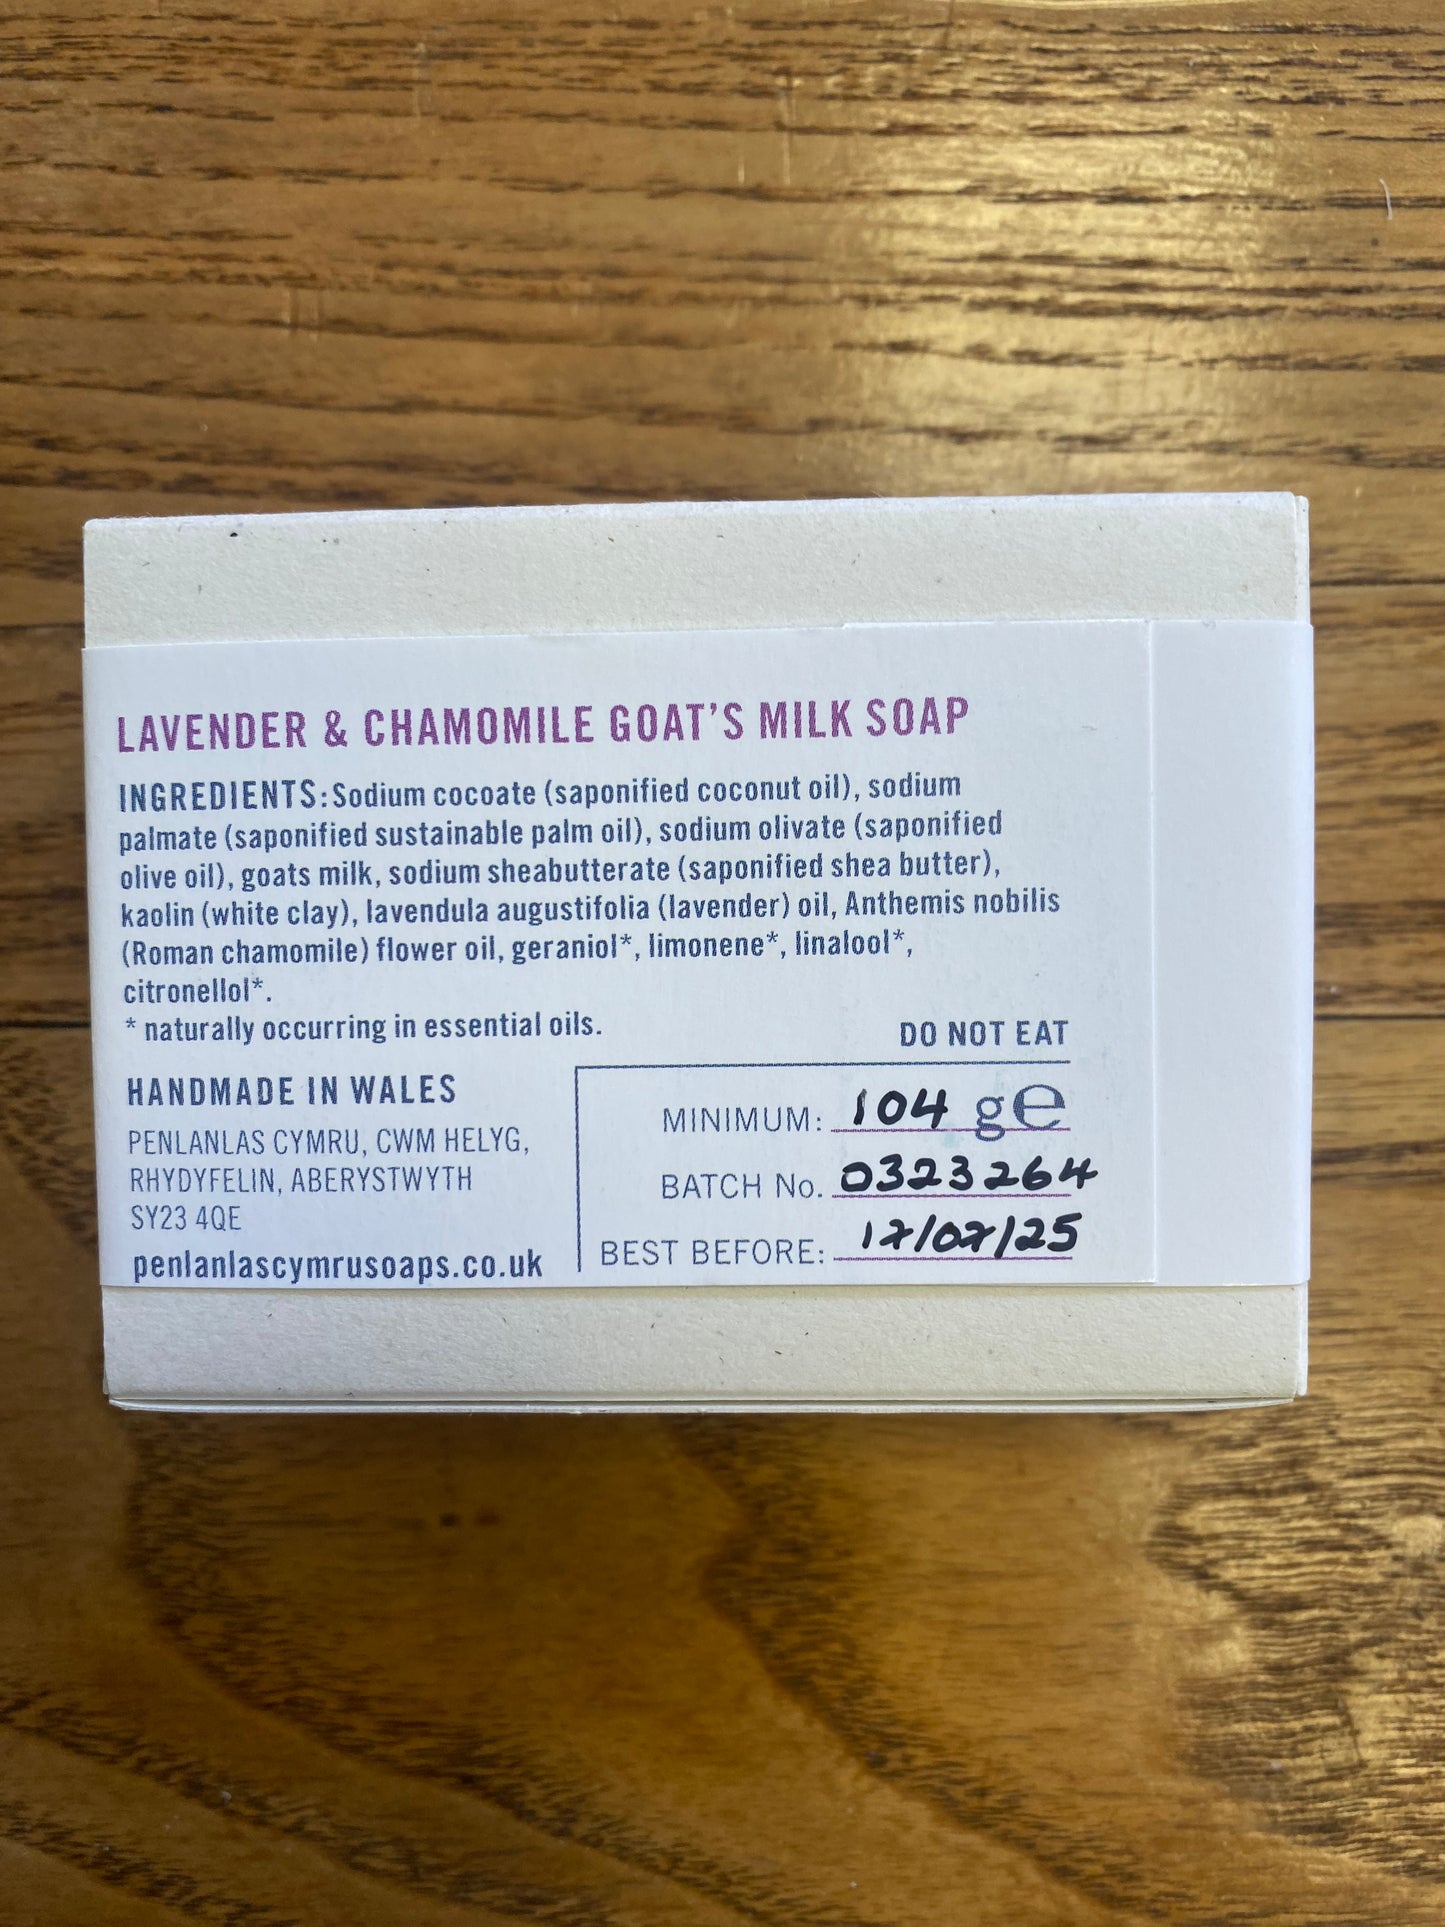 LAVENDER & CHAMOMILE GOAT'S MILK SOAP
INGREDIENTS: Sodium cocoate (saponified coconut oil), sodium
palmate (saponified sustainable palm oil), sodium olivate (saponified
olive oil), goats milk, sodium sheabutterate (saponified shea butter),
kaolin (white clay), lavendula augustifolia (lavender) oil, Anthemis nobilis
(Roman chamomile) flower oil, geraniol*, limonene*, linalool*,
citronellol*.
* naturally occurring in essential oils.
DO NOT EAT
HANDMADE IN WALES
PENLANLAS CYMRU, CWM HELYG,
RHYDYFELIN, ABERYSTWYTH
SY23 4QE
penlanlascymrusoaps.co.uk
MINIMUM: 104 ge
BATCH No. 0323264
BEST BEFORE: 17/07/25